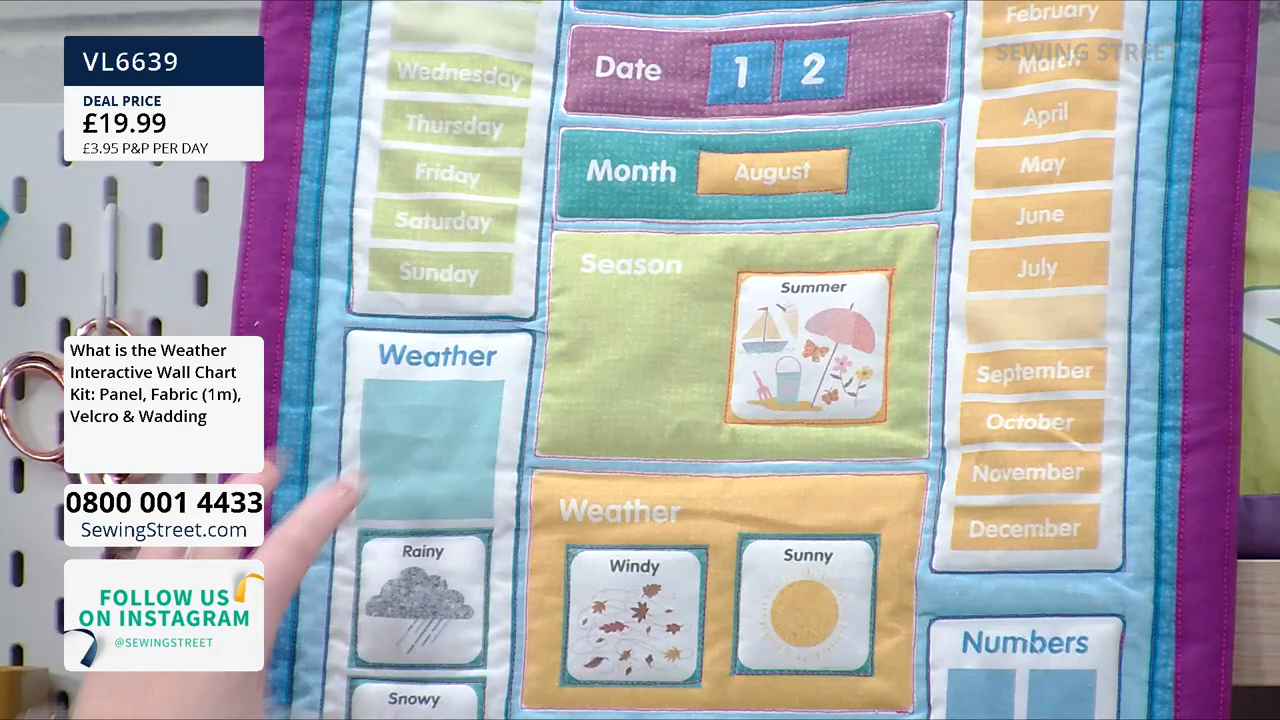 VL6639
DEAL PRICE
£19.99
£3.95 P&P PER DAY
What is the Weather
Interactive Wall Chart
Kit: Panel, Fabric (1m),
Velcro & Wadding
0800 001 4433
SewingStreet.com
FOLLOW US
ON INSTAGRAM
@SEWINGSTREET
Wednesday
Thursday
Friday
Saturday
Sunday
Weather
Rainy
Snowy
Date 1 2
Month August
Season
Summer
Weather
Windy
Sunny
SEWING STREET
February
March
April
May
June
July
September
October
November
December
Numbers